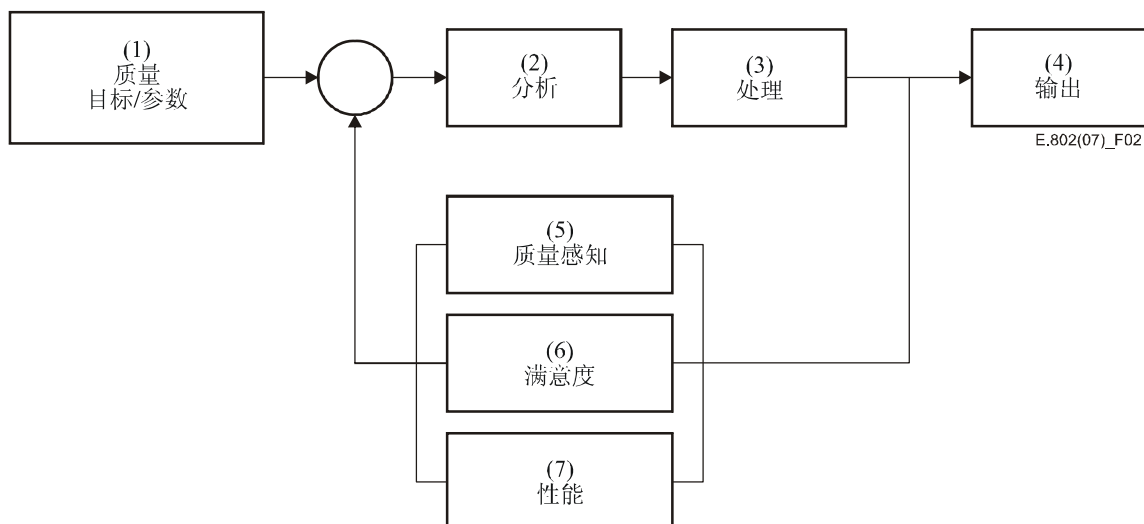 (1)
质量
目标/参数
(2)
分析
(3)
处理
(4)
输出
E.802(07)_F02
(5)
质量感知
(6)
满意度
(7)
性能